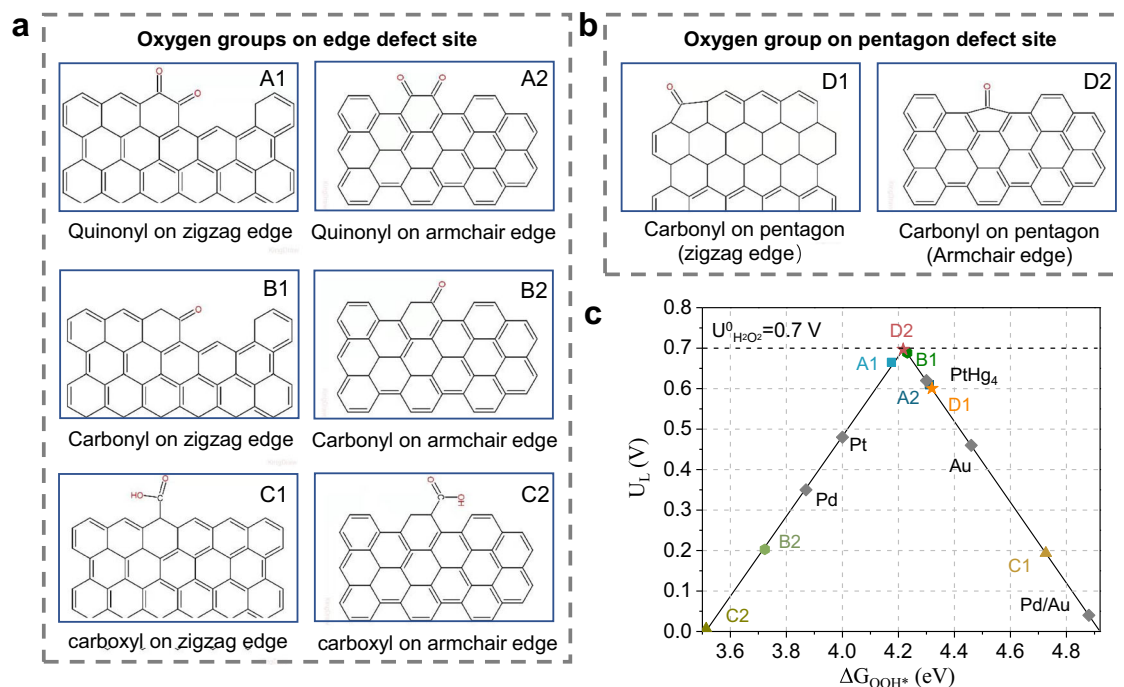 a
Oxygen groups on edge defect site
A1
O
O
Quinonyl on zigzag edge
A2
O
O
Quinonyl on armchair edge
B1
O
Carbonyl on zigzag edge
B2
O
Carbonyl on armchair edge
C1
O
HO
C
carboxyl on zigzag edge
C2
O
C
OH
carboxyl on armchair edge
b
Oxygen group on pentagon defect site
D1
O
Carbonyl on pentagon
(zigzag edge)
D2
O
Carbonyl on pentagon
(Armchair edge)
c
U⁰H₂O₂=0.7 V
D2
A1
B1
PtHg₄
A2
D1
Pt
Au
Pd
B2
C1
Pd/Au
C2
0.8
0.7
0.6
0.5
0.4
0.3
0.2
0.1
0.0
U_L (V)
3.6
3.8
4.0
4.2
4.4
4.6
4.8
ΔG_OOH* (eV)